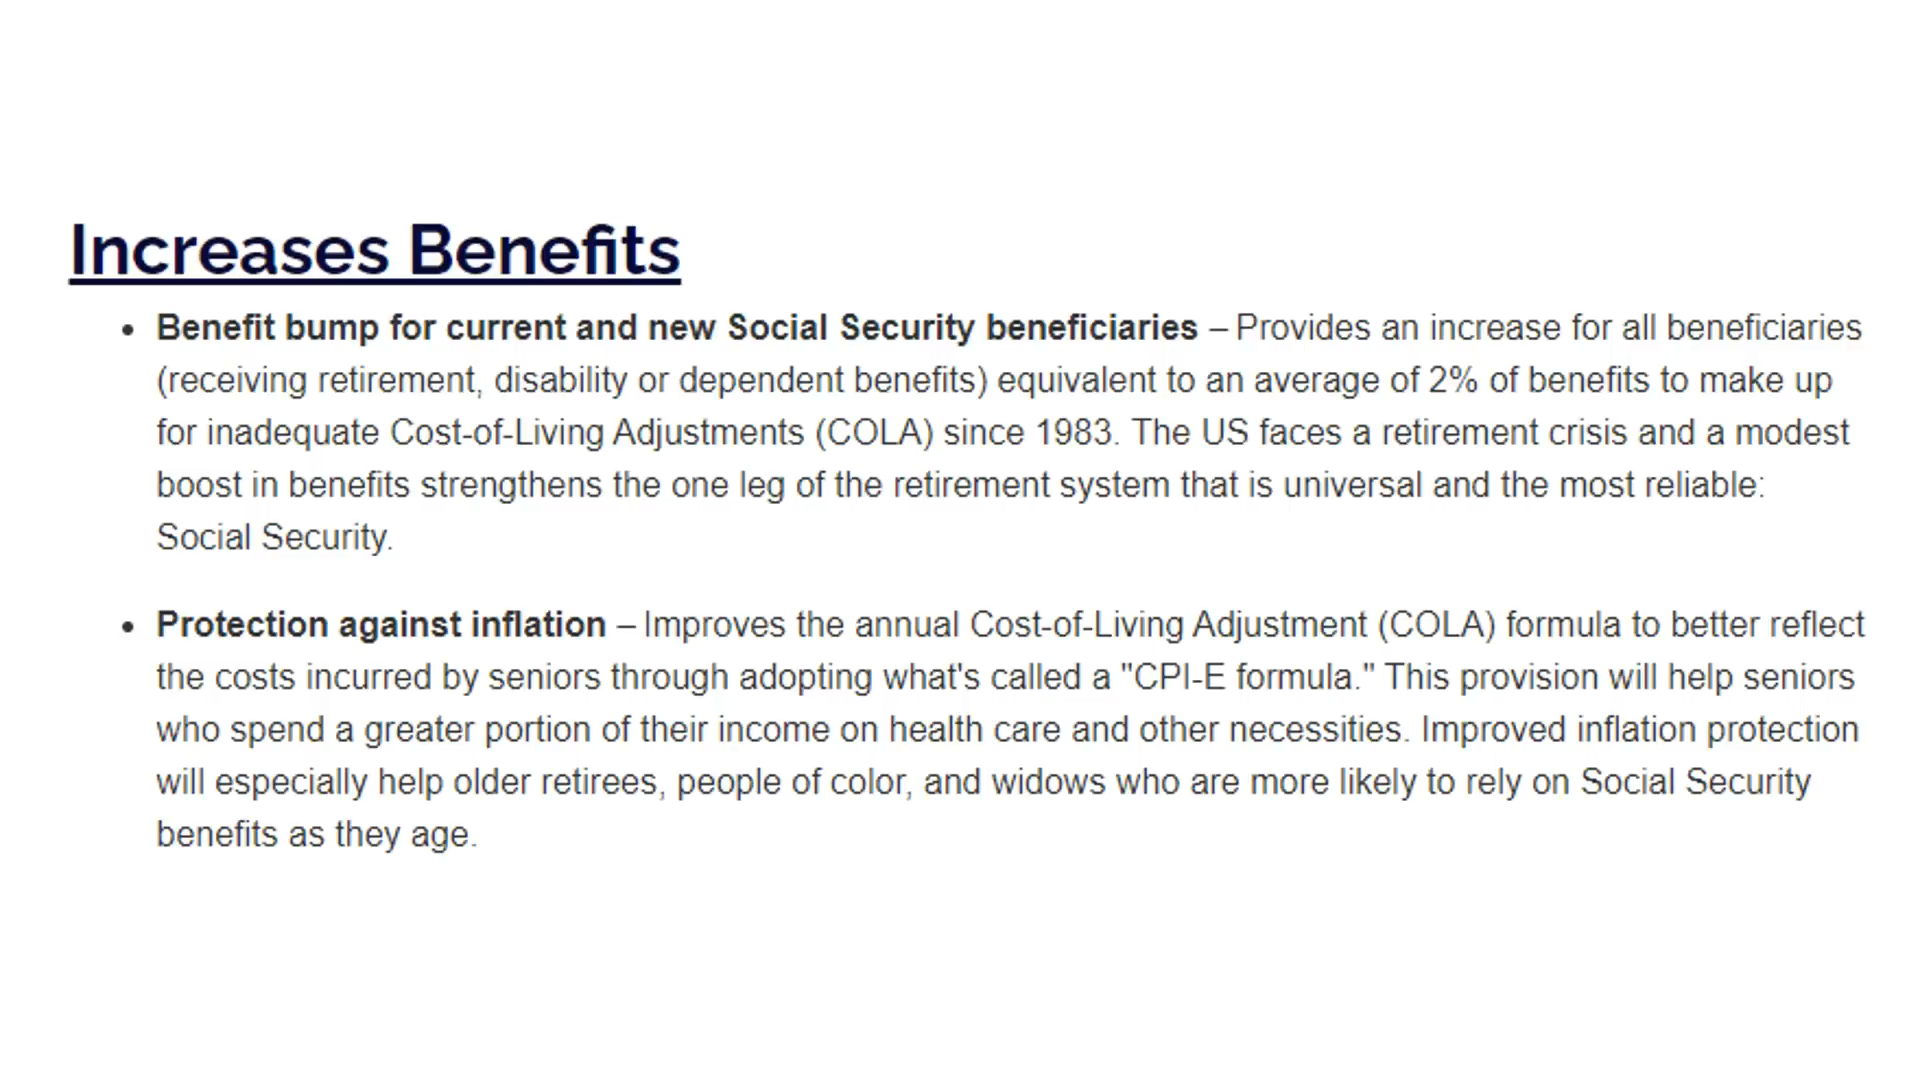 Increases Benefits
• Benefit bump for current and new Social Security beneficiaries – Provides an increase for all beneficiaries
(receiving retirement, disability or dependent benefits) equivalent to an average of 2% of benefits to make up
for inadequate Cost-of-Living Adjustments (COLA) since 1983. The US faces a retirement crisis and a modest
boost in benefits strengthens the one leg of the retirement system that is universal and the most reliable:
Social Security.
• Protection against inflation – Improves the annual Cost-of-Living Adjustment (COLA) formula to better reflect
the costs incurred by seniors through adopting what's called a "CPI-E formula." This provision will help seniors
who spend a greater portion of their income on health care and other necessities. Improved inflation protection
will especially help older retirees, people of color, and widows who are more likely to rely on Social Security
benefits as they age.